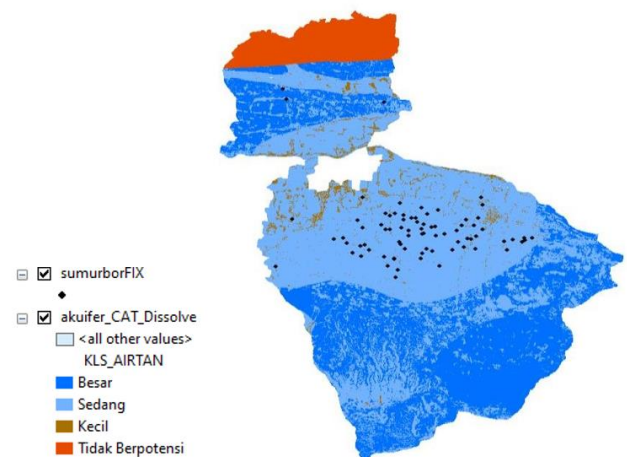 sumurborFIX
akuifer_CAT_Dissolve
<all other values>
KLS_AIRTAN
Besar
Sedang
Kecil
Tidak Berpotensi